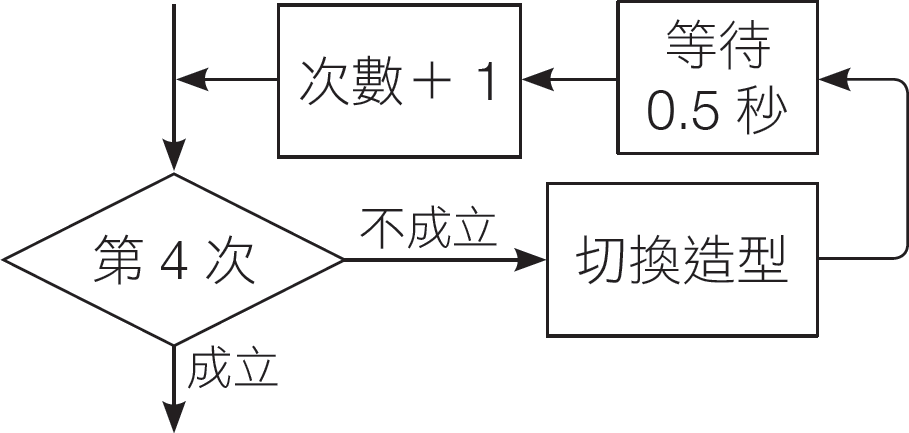 次數＋1
等待
0.5 秒
第 4 次
不成立
切換造型
成立